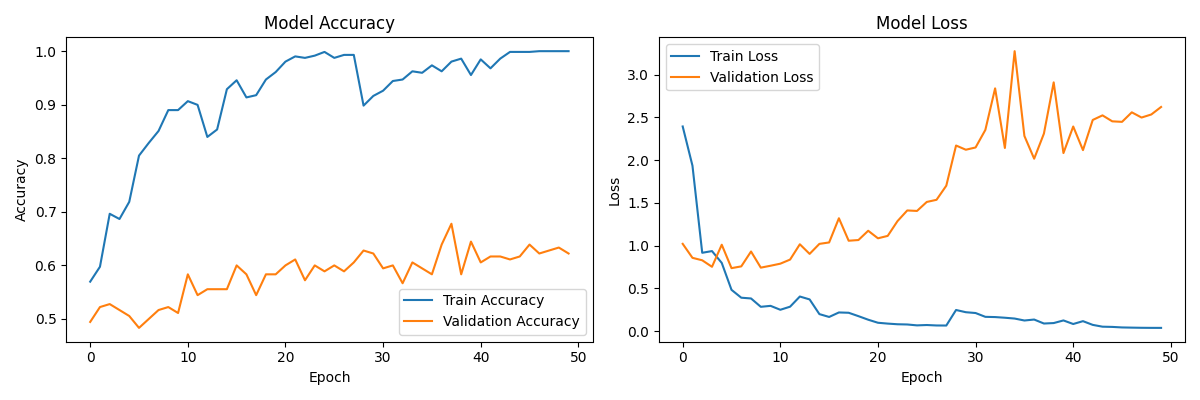 Model Accuracy
1.0
0.9
0.8
0.7
0.6
0.5
Accuracy
0 10 20 30 40 50
Epoch
Train Accuracy
Validation Accuracy
Model Loss
3.0
2.5
2.0
1.5
1.0
0.5
0.0
Loss
0 10 20 30 40 50
Epoch
Train Loss
Validation Loss